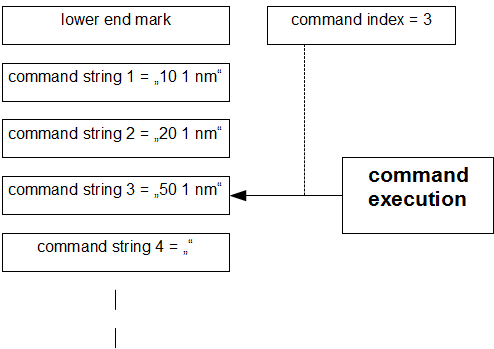 lower end mark
command index = 3
command string 1 = „10 1 nm“
command string 2 = „20 1 nm“
command string 3 = „50 1 nm“
command
execution
command string 4 = „“